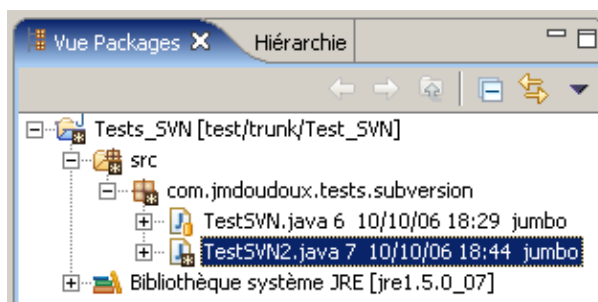 Vue Packages Hiérarchie
Tests_SVN [test/trunk/Test_SVN]
src
com.jmdoudoux.tests.subversion
TestSVN.java 6 10/10/06 18:29 jumbo
TestSVN2.java 7 10/10/06 18:44 jumbo
Bibliothèque système JRE [jre1.5.0_07]